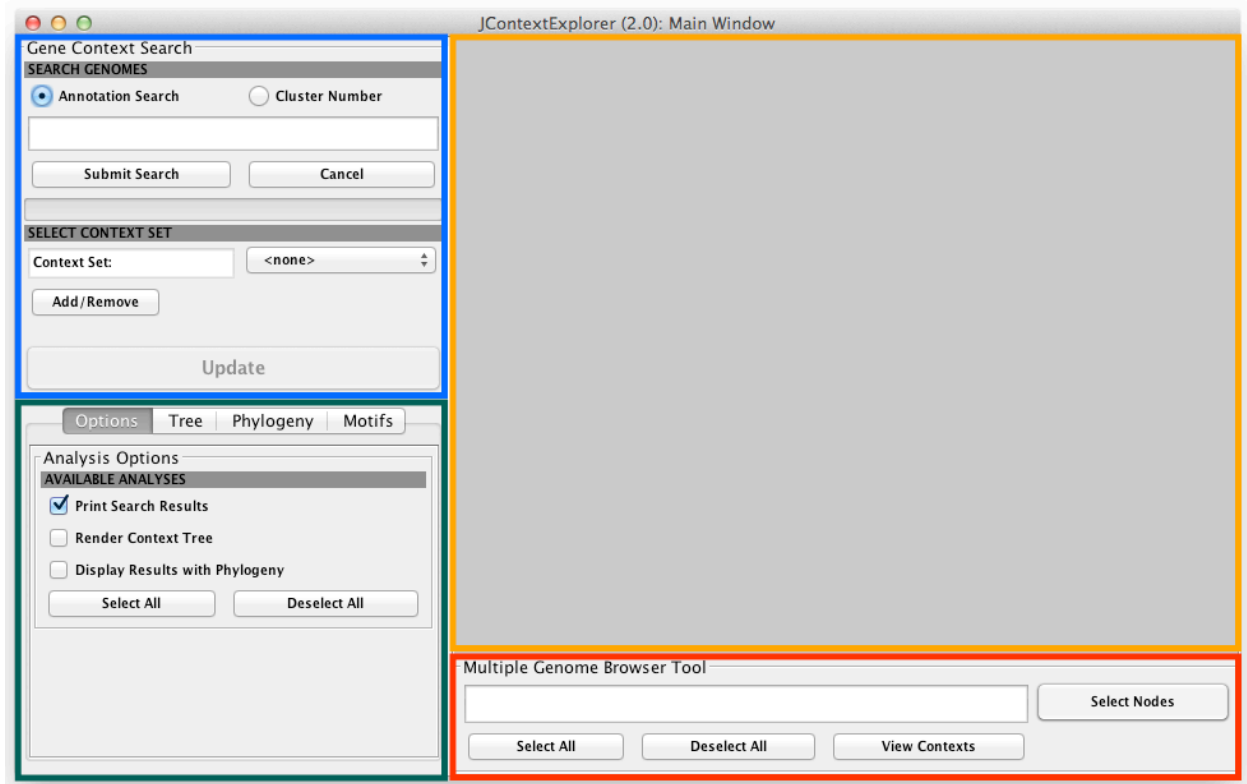 JContextExplorer (2.0): Main Window
Gene Context Search
SEARCH GENOMES
Annotation Search Cluster Number
Submit Search Cancel
SELECT CONTEXT SET
Context Set: <none>
Add/Remove
Update
Options Tree Phylogeny Motifs
Analysis Options
AVAILABLE ANALYSES
Print Search Results
Render Context Tree
Display Results with Phylogeny
Select All Deselect All
Multiple Genome Browser Tool
Select Nodes
Select All Deselect All View Contexts